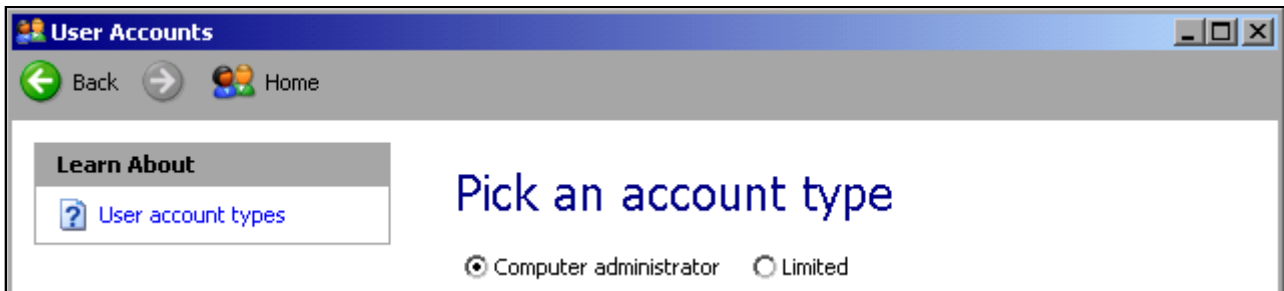 User Accounts
Back Home
Learn About
User account types
Pick an account type
Computer administrator Limited